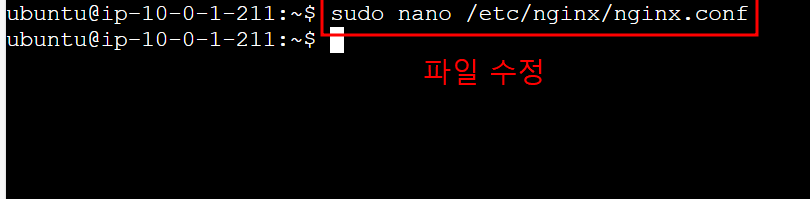 ubuntu@ip-10-0-1-211:~$ sudo nano /etc/nginx/nginx.conf
ubuntu@ip-10-0-1-211:~$
파일 수정